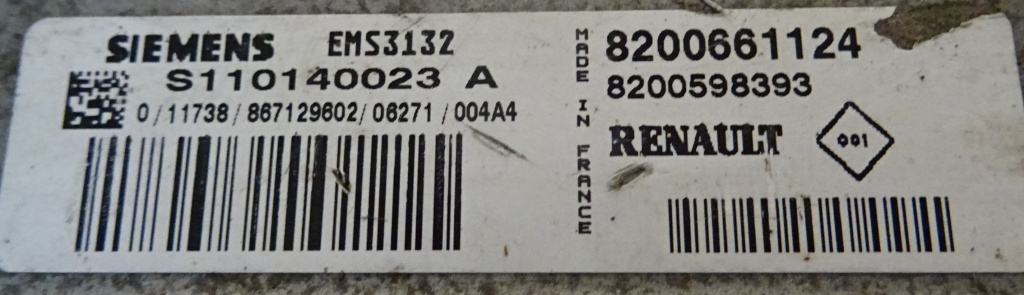 SIEMENS EMS3132
S110140023 A
0/11738/867129602/06271/004A4
MADE IN FRANCE
8200661124
8200598393
RENAULT 001